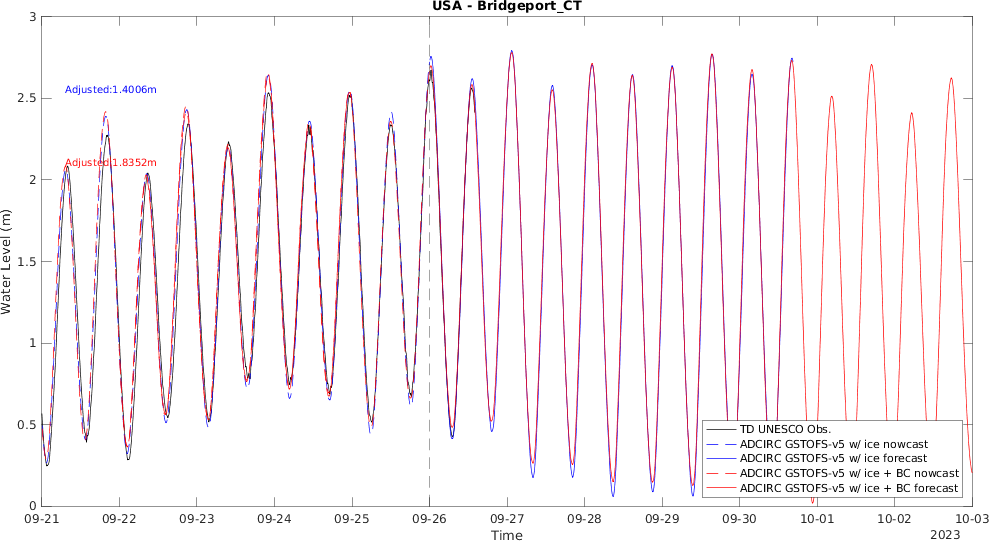 USA - Bridgeport_CT
3
2.5
2
1.5
1
0.5
0
Water Level (m)
Adjusted:1.4006m
Adjusted:1.8352m
TD UNESCO Obs.
ADCIRC GSTOFS-v5 w/ ice nowcast
ADCIRC GSTOFS-v5 w/ ice forecast
ADCIRC GSTOFS-v5 w/ ice + BC nowcast
ADCIRC GSTOFS-v5 w/ ice + BC forecast
09-21 09-22 09-23 09-24 09-25 09-26 09-27 09-28 09-29 09-30 10-01 10-02 10-03
Time
2023